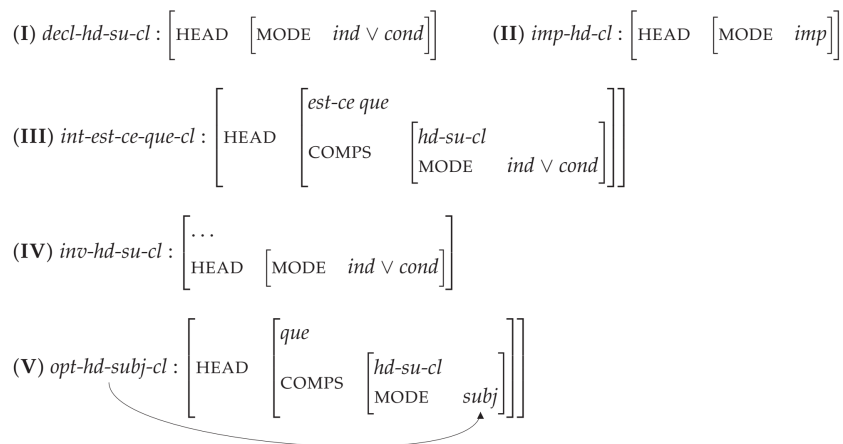 (I) decl-hd-su-cl : [HEAD [MODE ind ∨ cond]] (II) imp-hd-cl : [HEAD [MODE imp]]
est-ce que
hd-su-cl
(III) int-est-ce-que-cl : HEAD COMPS
MODE ind ∨ cond
...
(IV) inv-hd-su-cl :
HEAD [MODE ind ∨ cond]
que
hd-su-cl
(V) opt-hd-subj-cl : HEAD COMPS
MODE subj